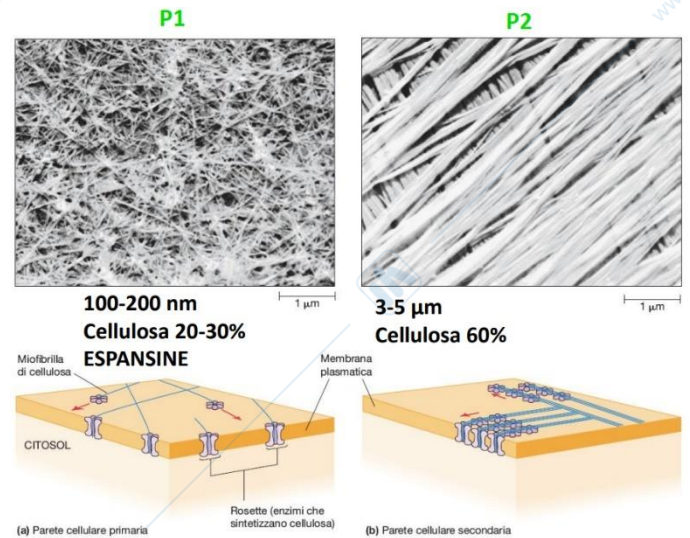 P1
P2
1 µm
1 µm
100-200 nm
Cellulosa 20-30%
ESPANSINE
3-5 µm
Cellulosa 60%
Miofibrilla
di cellulosa
Membrana
plasmatica
CITOSOL
Rosette (enzimi che
sintetizzano cellulosa)
(a) Parete cellulare primaria
(b) Parete cellulare secondaria